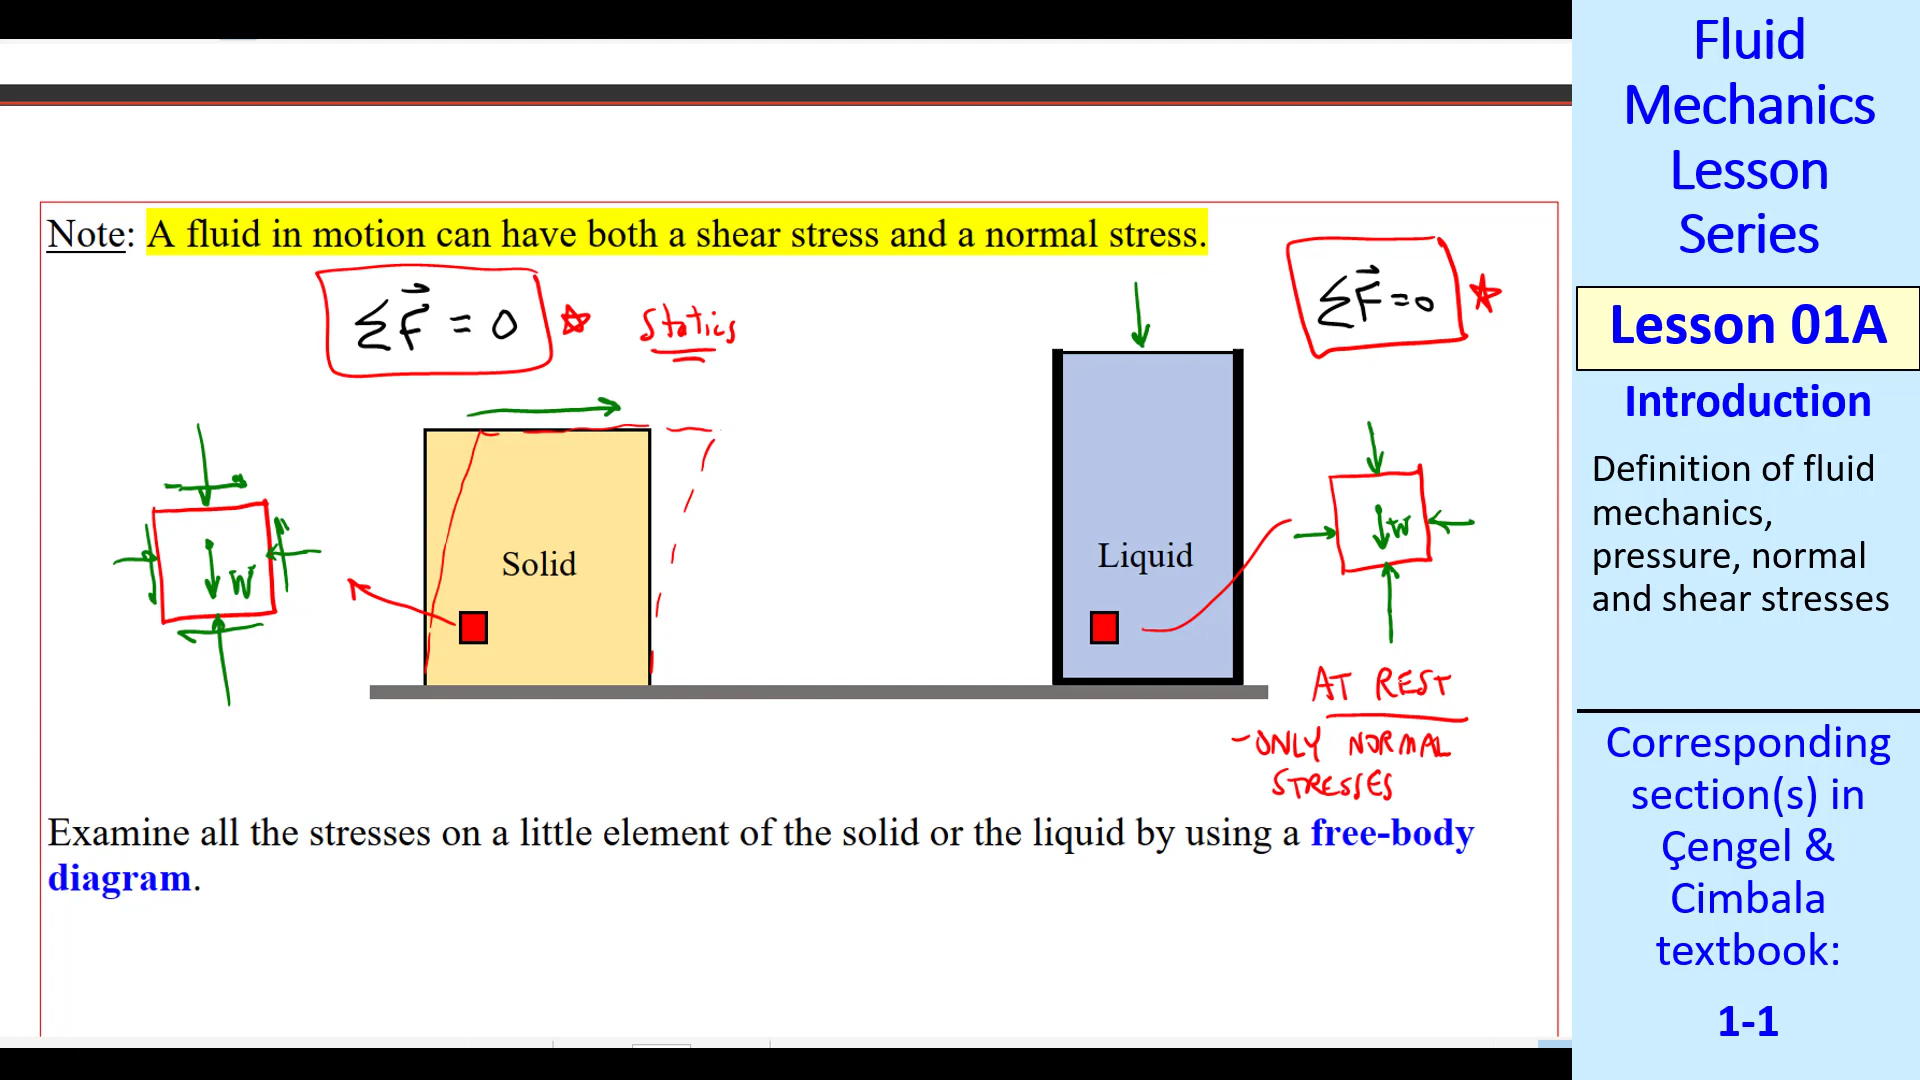 Note: A fluid in motion can have both a shear stress and a normal stress.
ΣF⃗ = 0
Statics
ΣF⃗ = 0
Solid
W
Liquid
W
AT REST
- ONLY NORMAL
STRESSES
Examine all the stresses on a little element of the solid or the liquid by using a free-body
diagram.
Fluid
Mechanics
Lesson
Series
Lesson 01A
Introduction
Definition of fluid
mechanics,
pressure, normal
and shear stresses
Corresponding
section(s) in
Çengel &
Cimbala
textbook:
1-1